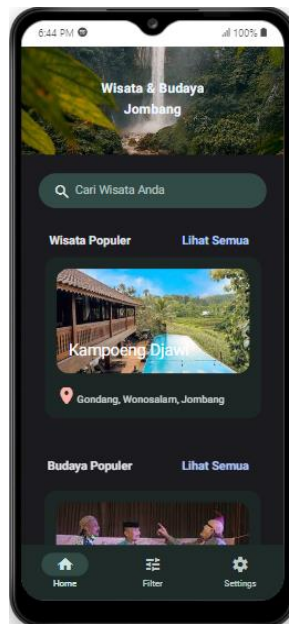 6:44 PM
100%
Wisata & Budaya
Jombang
Cari Wisata Anda
Wisata Populer
Lihat Semua
Kampoeng Djawi
Gondang, Wonosalam, Jombang
Budaya Populer
Lihat Semua
Home
Filter
Settings